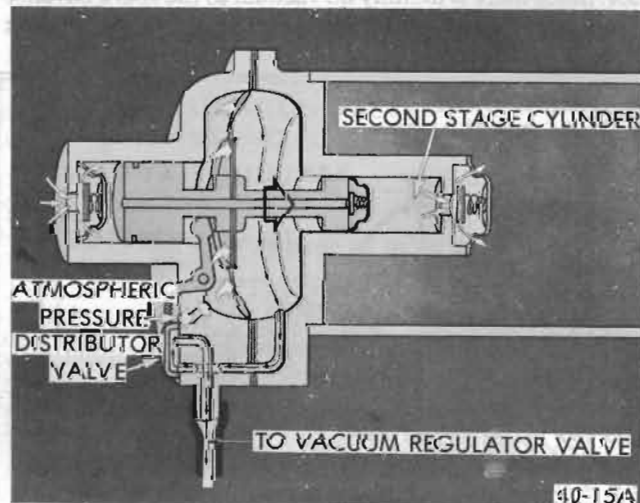 SECOND STAGE CYLINDER
ATMOSPHERIC
PRESSURE
DISTRIBUTOR
VALVE
TO VACUUM REGULATOR VALVE
40-15A